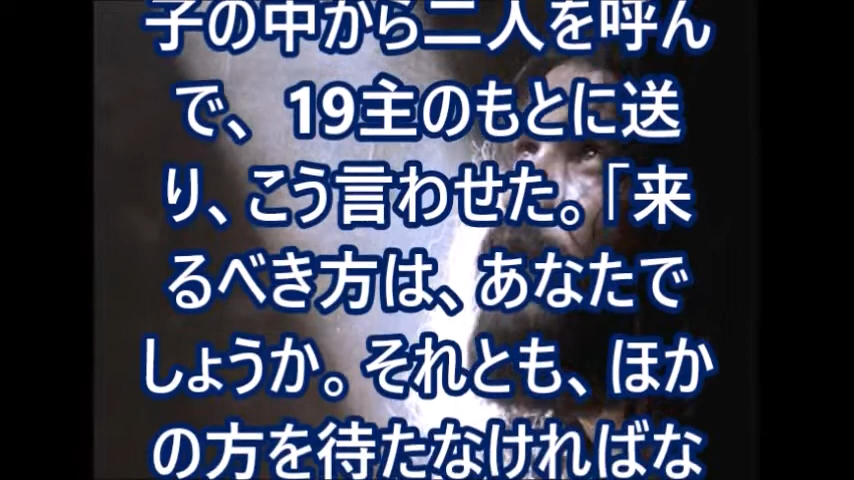 子の中から二人を呼ん
で、19主のもとに送
り、こう言わせた。「来
るべき方は、あなたで
しょうか。それとも、ほか
の方を待たなければな